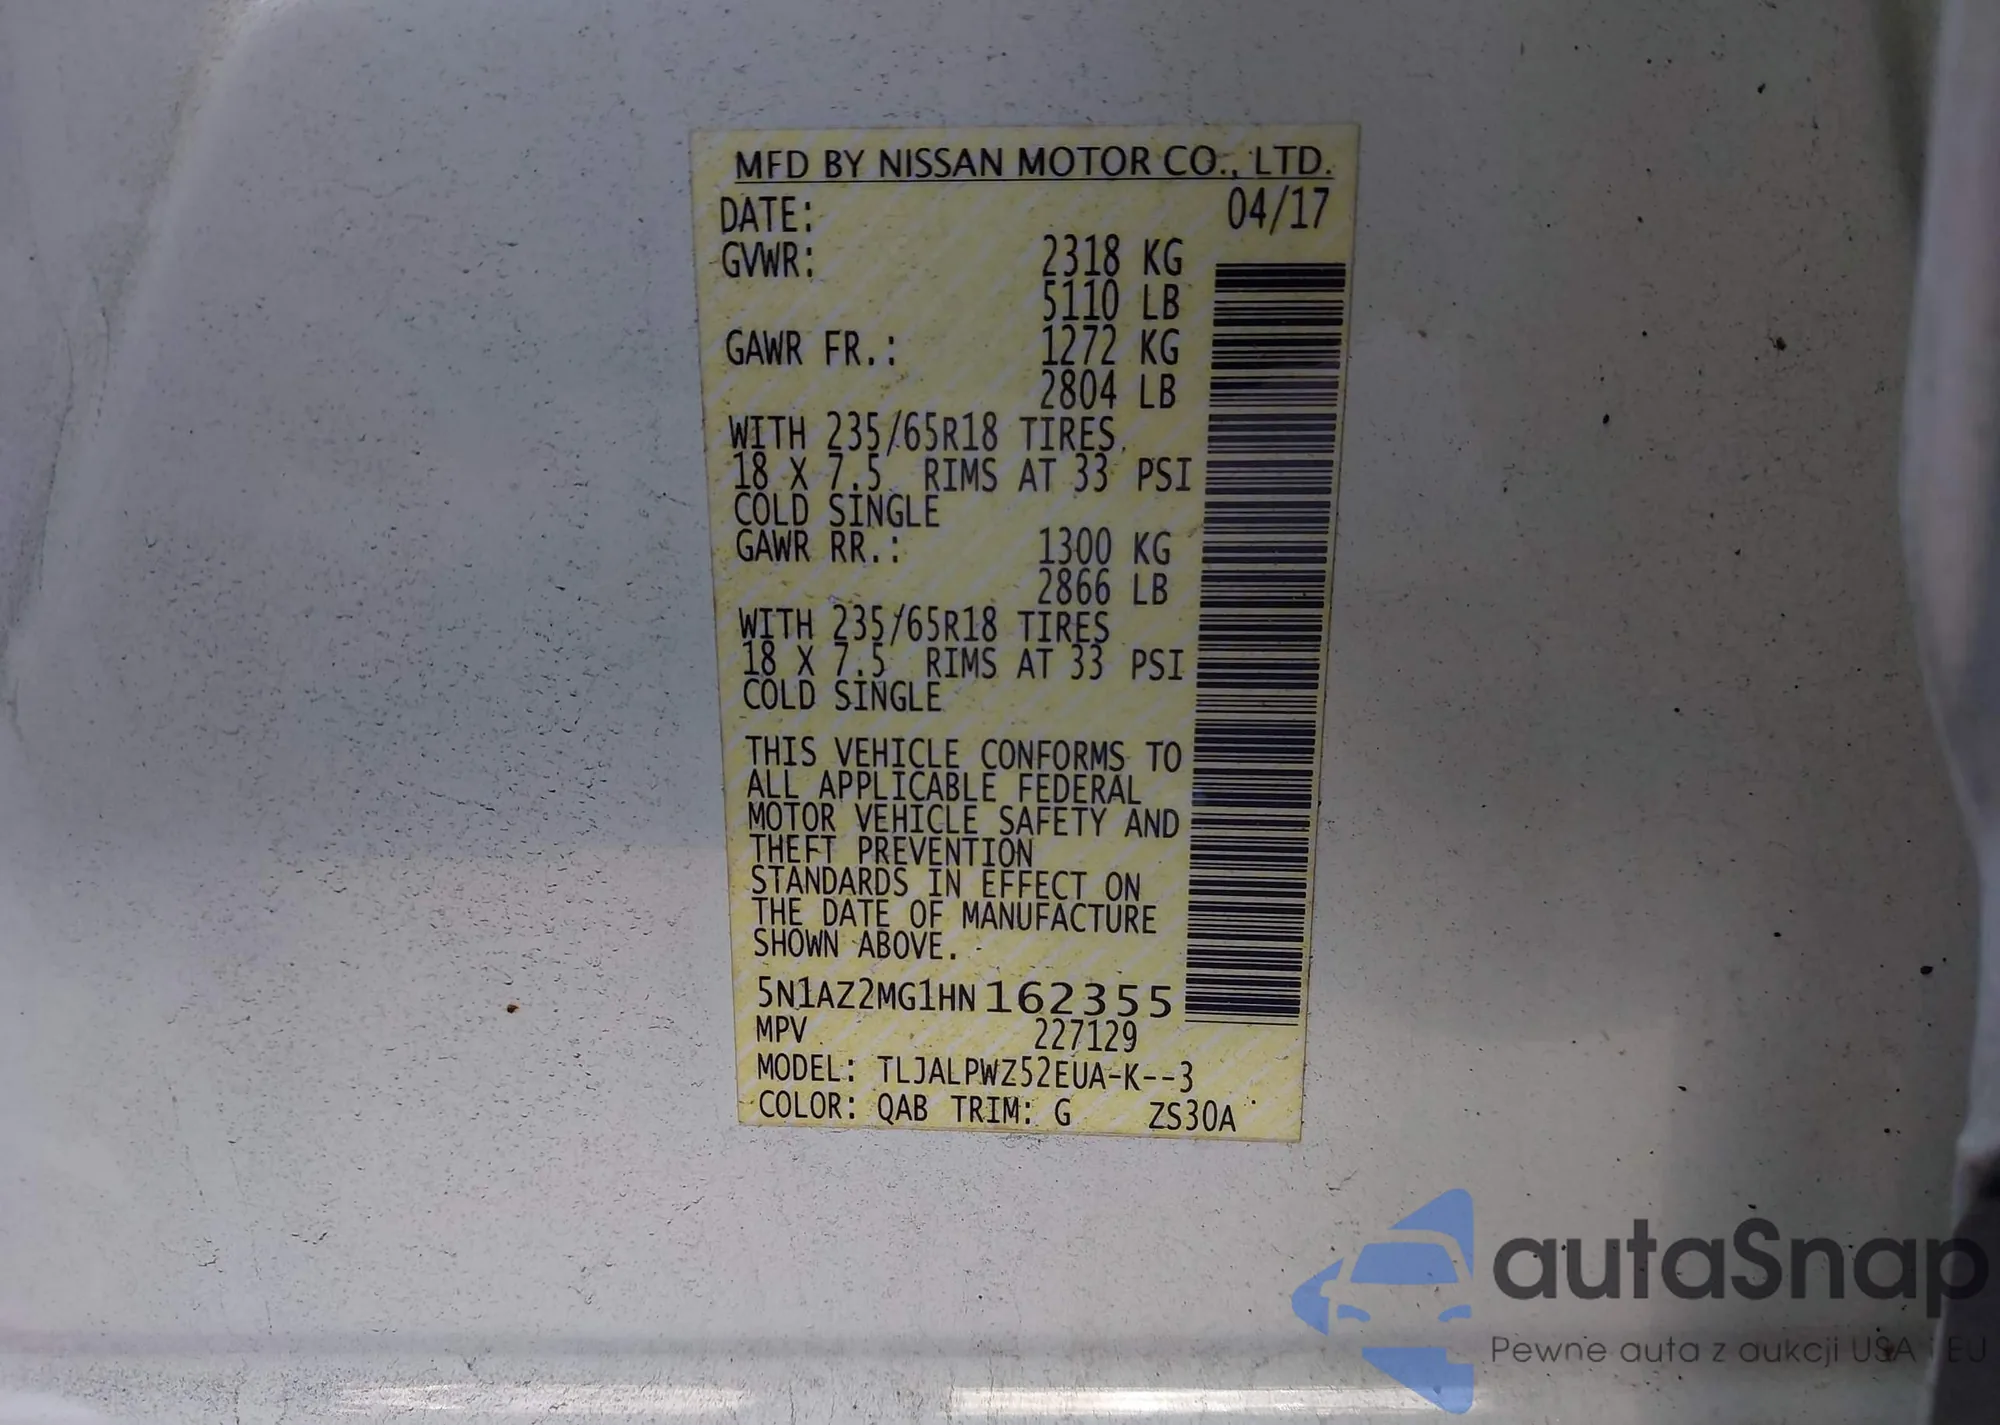 MFD BY NISSAN MOTOR CO., LTD.
DATE: 04/17
GVWR: 2318 KG
5110 LB
GAWR FR.: 1272 KG
2804 LB
WITH 235/65R18 TIRES,
18 X 7.5 RIMS AT 33 PSI
COLD SINGLE
GAWR RR.: 1300 KG
2866 LB
WITH 235/65R18 TIRES
18 X 7.5 RIMS AT 33 PSI
COLD SINGLE
THIS VEHICLE CONFORMS TO
ALL APPLICABLE FEDERAL
MOTOR VEHICLE SAFETY AND
THEFT PREVENTION
STANDARDS IN EFFECT ON
THE DATE OF MANUFACTURE
SHOWN ABOVE.
5N1AZ2MG1HN162355
MPV 227129
MODEL: TLJALPWZ52EUA-K--3
COLOR: QAB TRIM: G ZS30A
autaSnap
Pewne auta z aukcji USA i EU